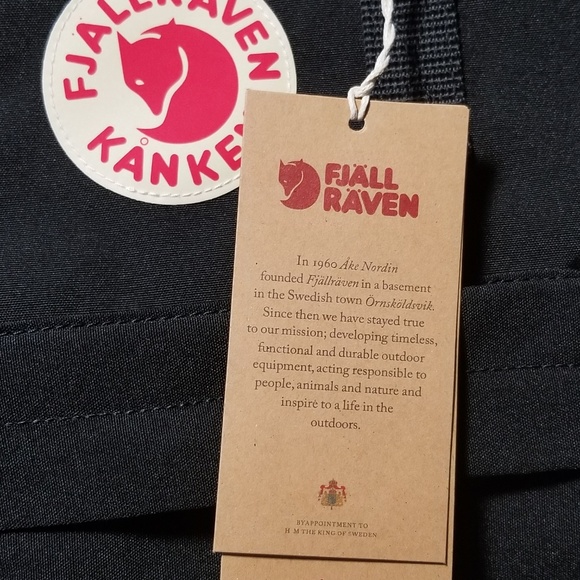 FJÄLLRÄVEN
KÅNKEN
FJÄLL
RÄVEN
In 1960 Åke Nordin
founded Fjällräven in a basement
in the Swedish town Örnsköldsvik.
Since then we have stayed true
to our mission; developing timeless,
functional and durable outdoor
equipment, acting responsible to
people, animals and nature and
inspire to a life in the
outdoors.
BY APPOINTMENT TO
H M THE KING OF SWEDEN